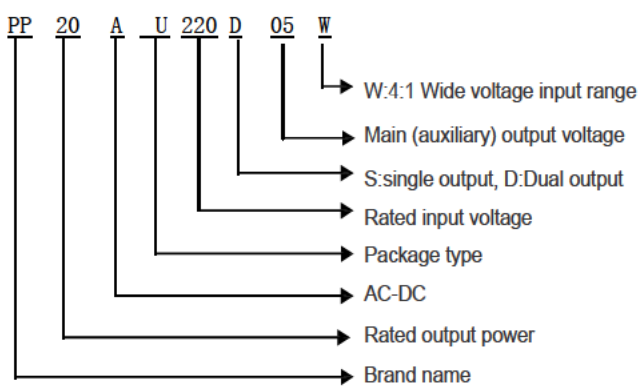 PP 20 A U 220 D 05 W
W:4:1 Wide voltage input range
Main (auxiliary) output voltage
S:single output, D:Dual output
Rated input voltage
Package type
AC-DC
Rated output power
Brand name